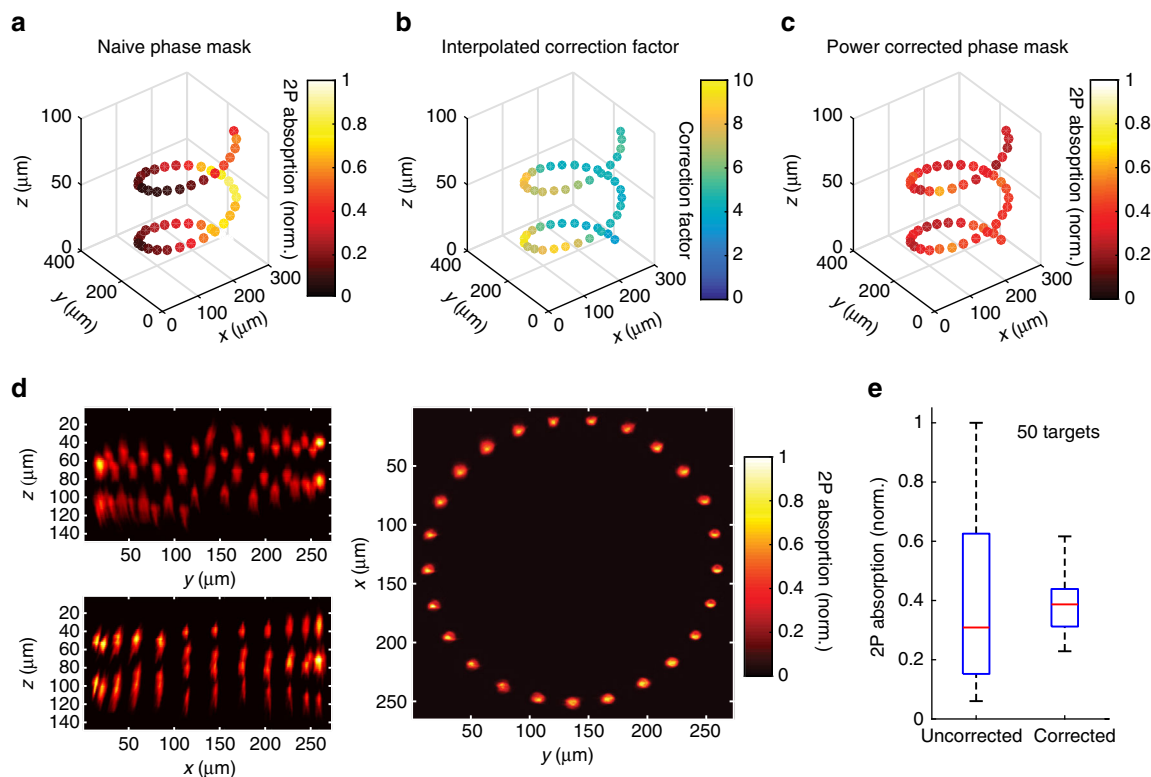 a
Naive phase mask
100
50
0
400
200
0
0
100
300
z (μm)
y (μm)
x (μm)
1
0.8
0.6
0.4
0.2
0
2P absoprtion (norm.)
b
Interpolated correction factor
100
50
0
400
200
0
0
100
300
z (μm)
y (μm)
x (μm)
10
8
6
4
2
0
Correction factor
c
Power corrected phase mask
100
50
0
400
200
0
0
100
300
z (μm)
y (μm)
x (μm)
1
0.8
0.6
0.4
0.2
0
2P absoprtion (norm.)
d
20
40
60
80
100
120
140
z (μm)
50
100
150
200
250
y (μm)
20
40
60
80
100
120
140
z (μm)
50
100
150
200
250
x (μm)
50
100
150
200
250
x (μm)
50
100
150
200
250
y (μm)
1
0.8
0.6
0.4
0.2
0
2P absoprtion (norm.)
e
50 targets
1
0.8
0.6
0.4
0.2
0
2P absorption (norm.)
Uncorrected
Corrected